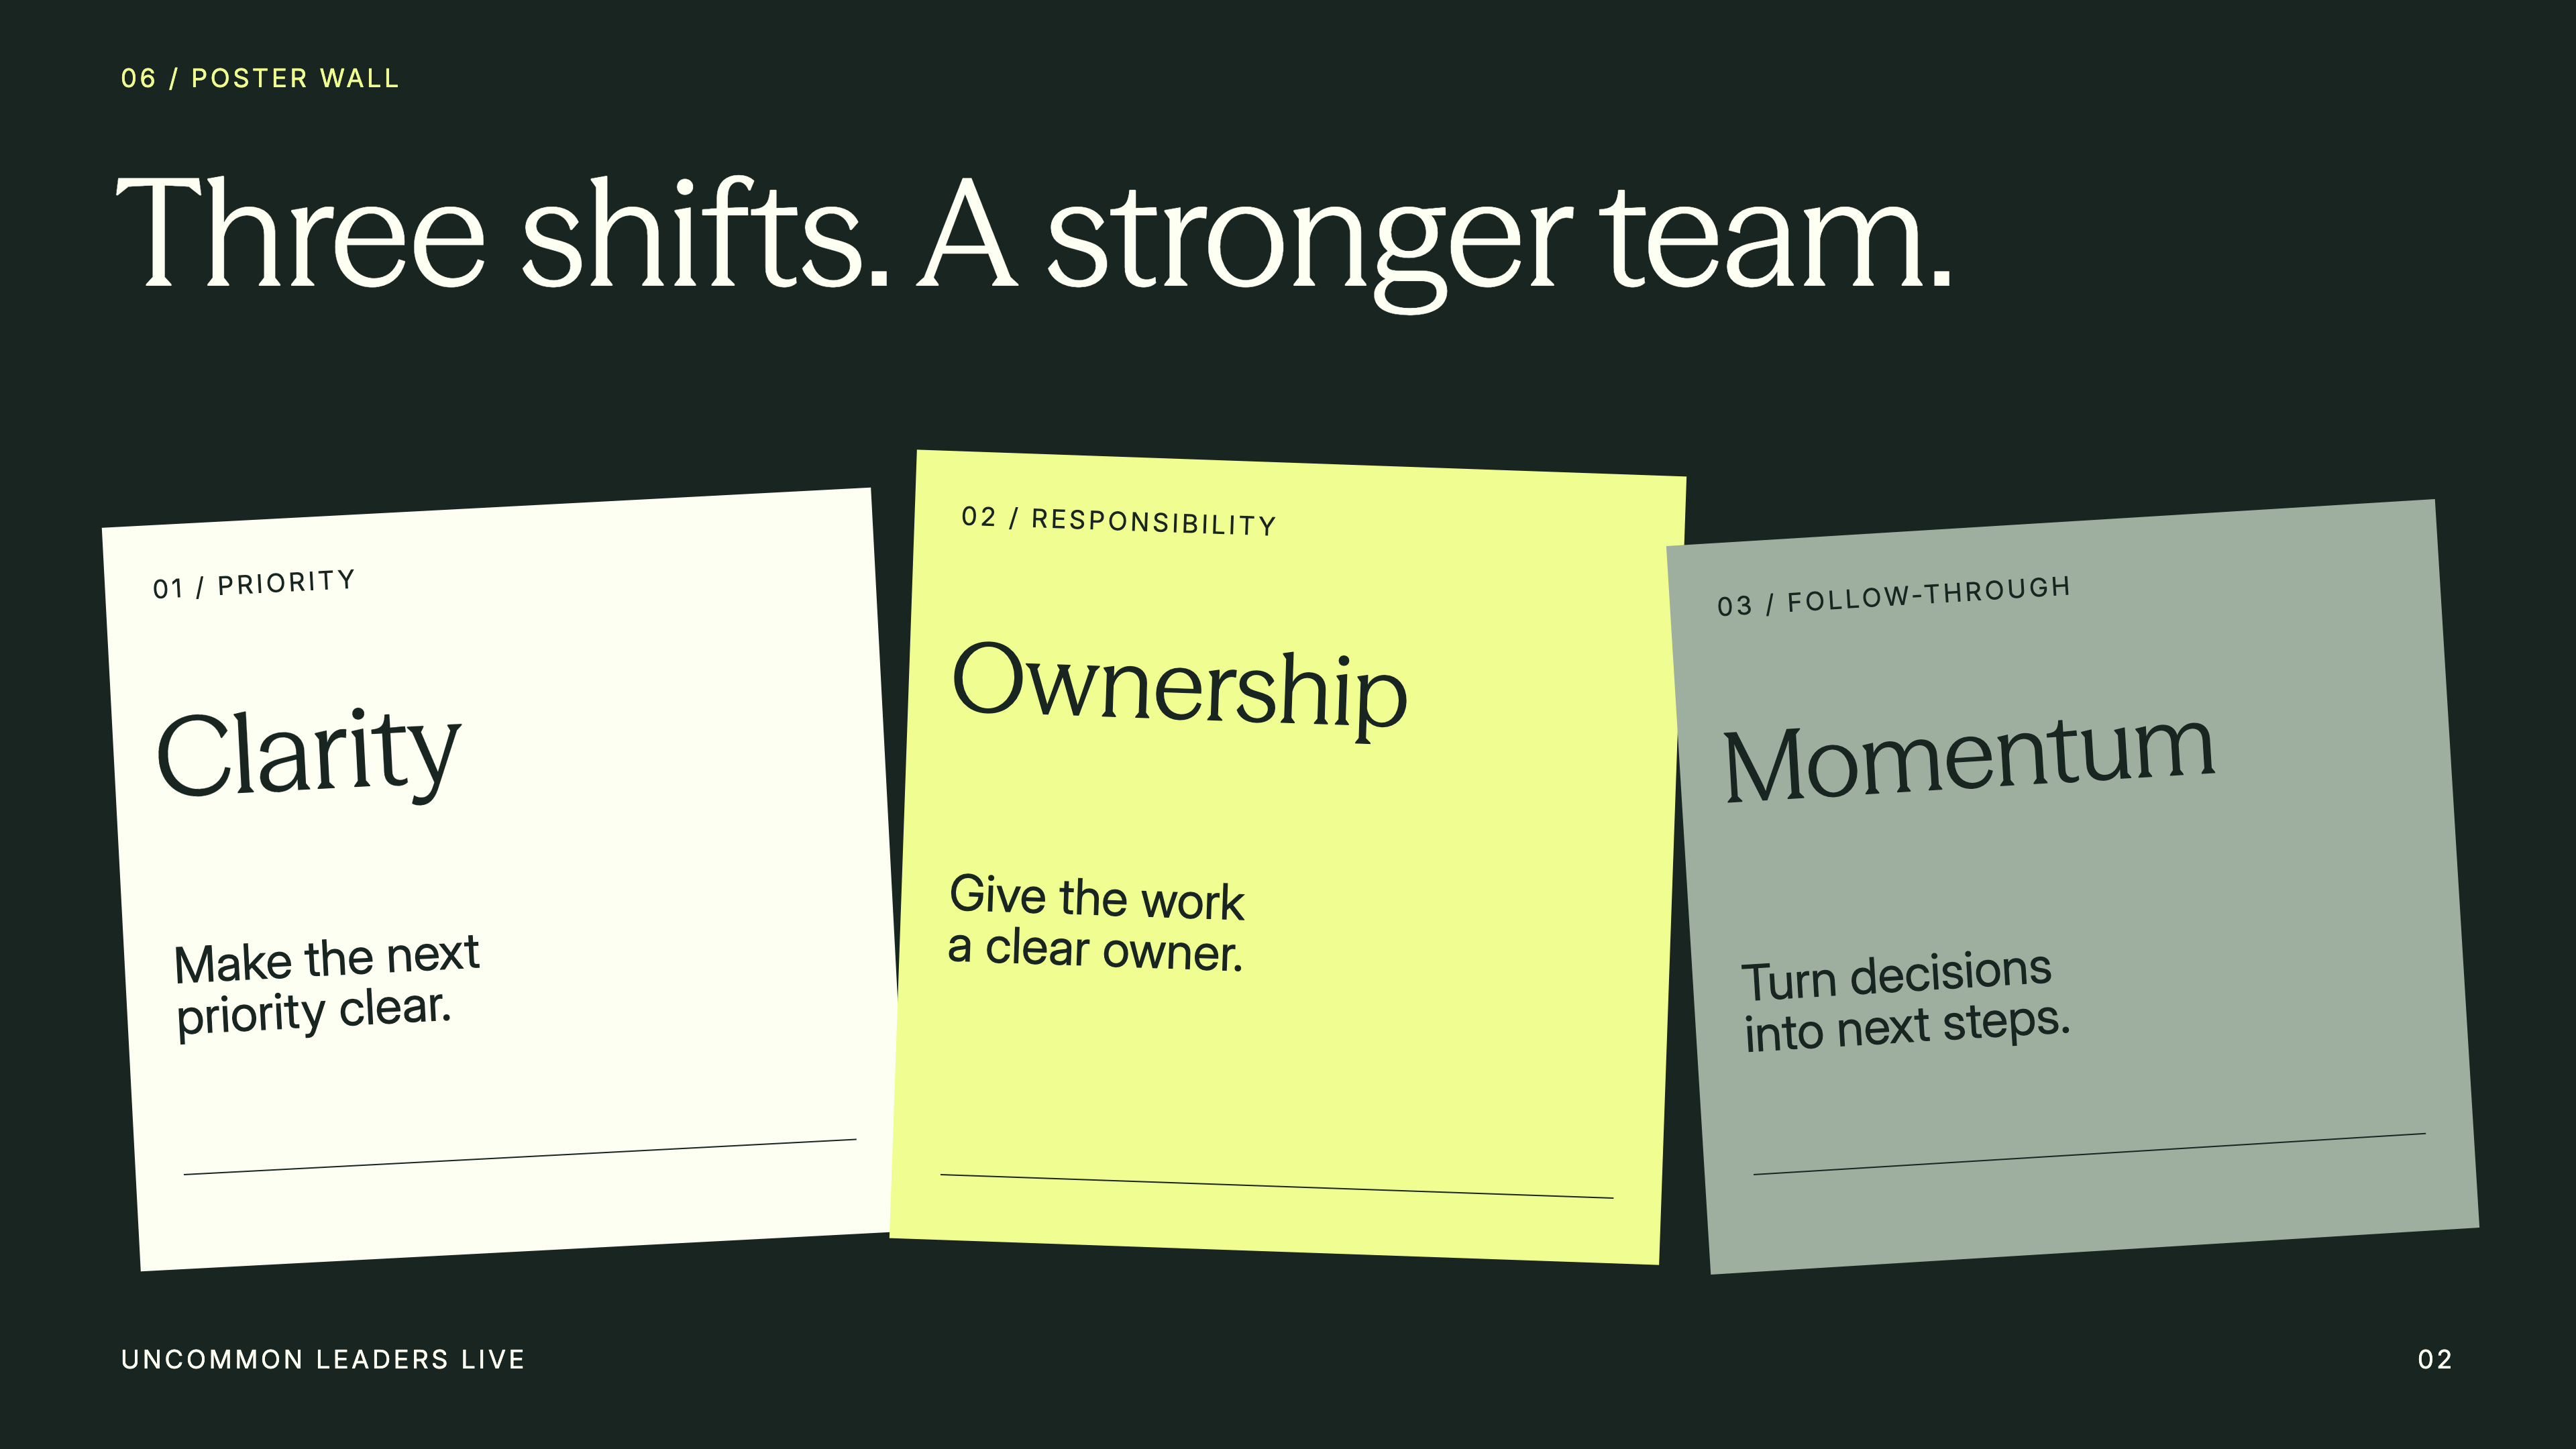 06 / POSTER WALL
Three shifts. A stronger team.
01 / PRIORITY
Clarity
Make the next
priority clear.
02 / RESPONSIBILITY
Ownership
Give the work
a clear owner.
03 / FOLLOW-THROUGH
Momentum
Turn decisions
into next steps.
UNCOMMON LEADERS LIVE
02